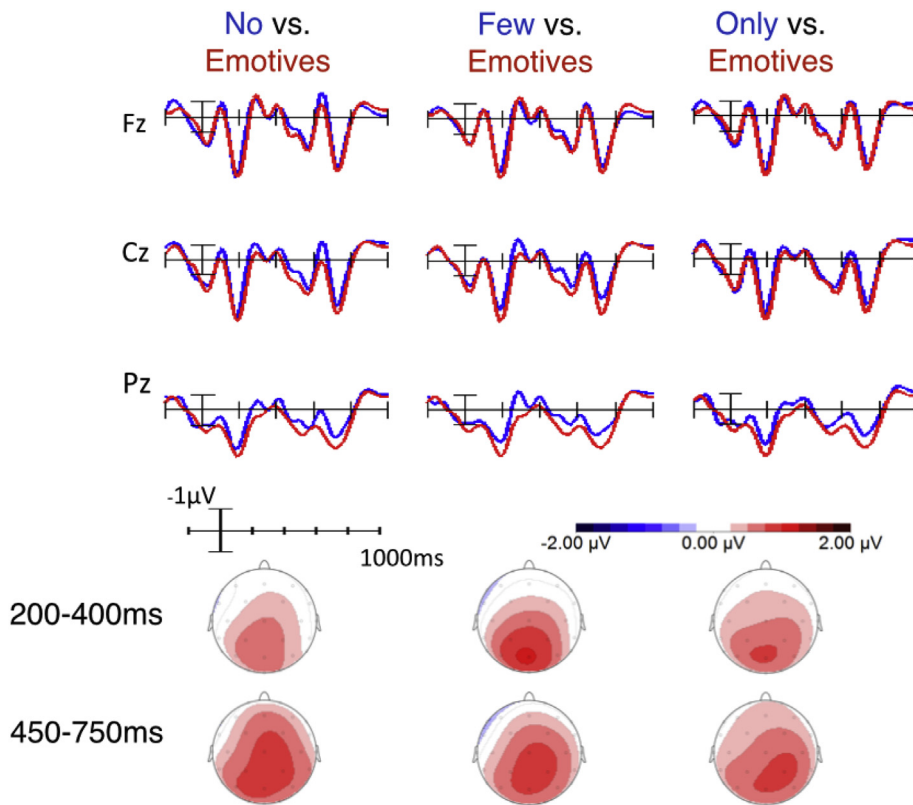 No vs.
Emotives
Few vs.
Emotives
Only vs.
Emotives
Fz
Cz
Pz
-1µV
1000ms
-2.00 µV 0.00 µV 2.00 µV
200-400ms
450-750ms